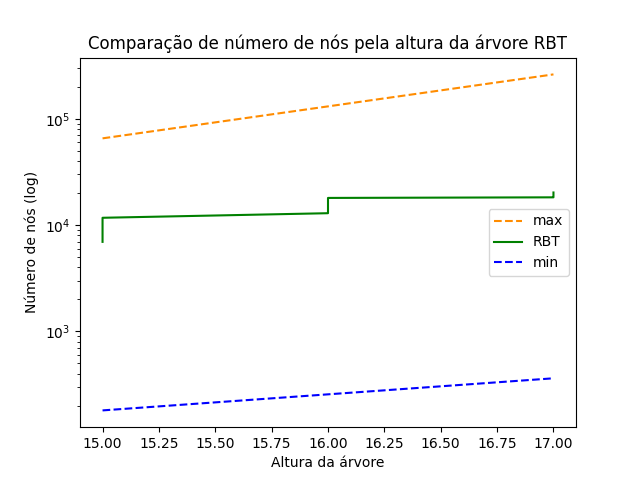 Comparação de número de nós pela altura da árvore RBT
Número de nós (log)
10^5
10^4
10^3
max
RBT
min
15.00 15.25 15.50 15.75 16.00 16.25 16.50 16.75 17.00
Altura da árvore